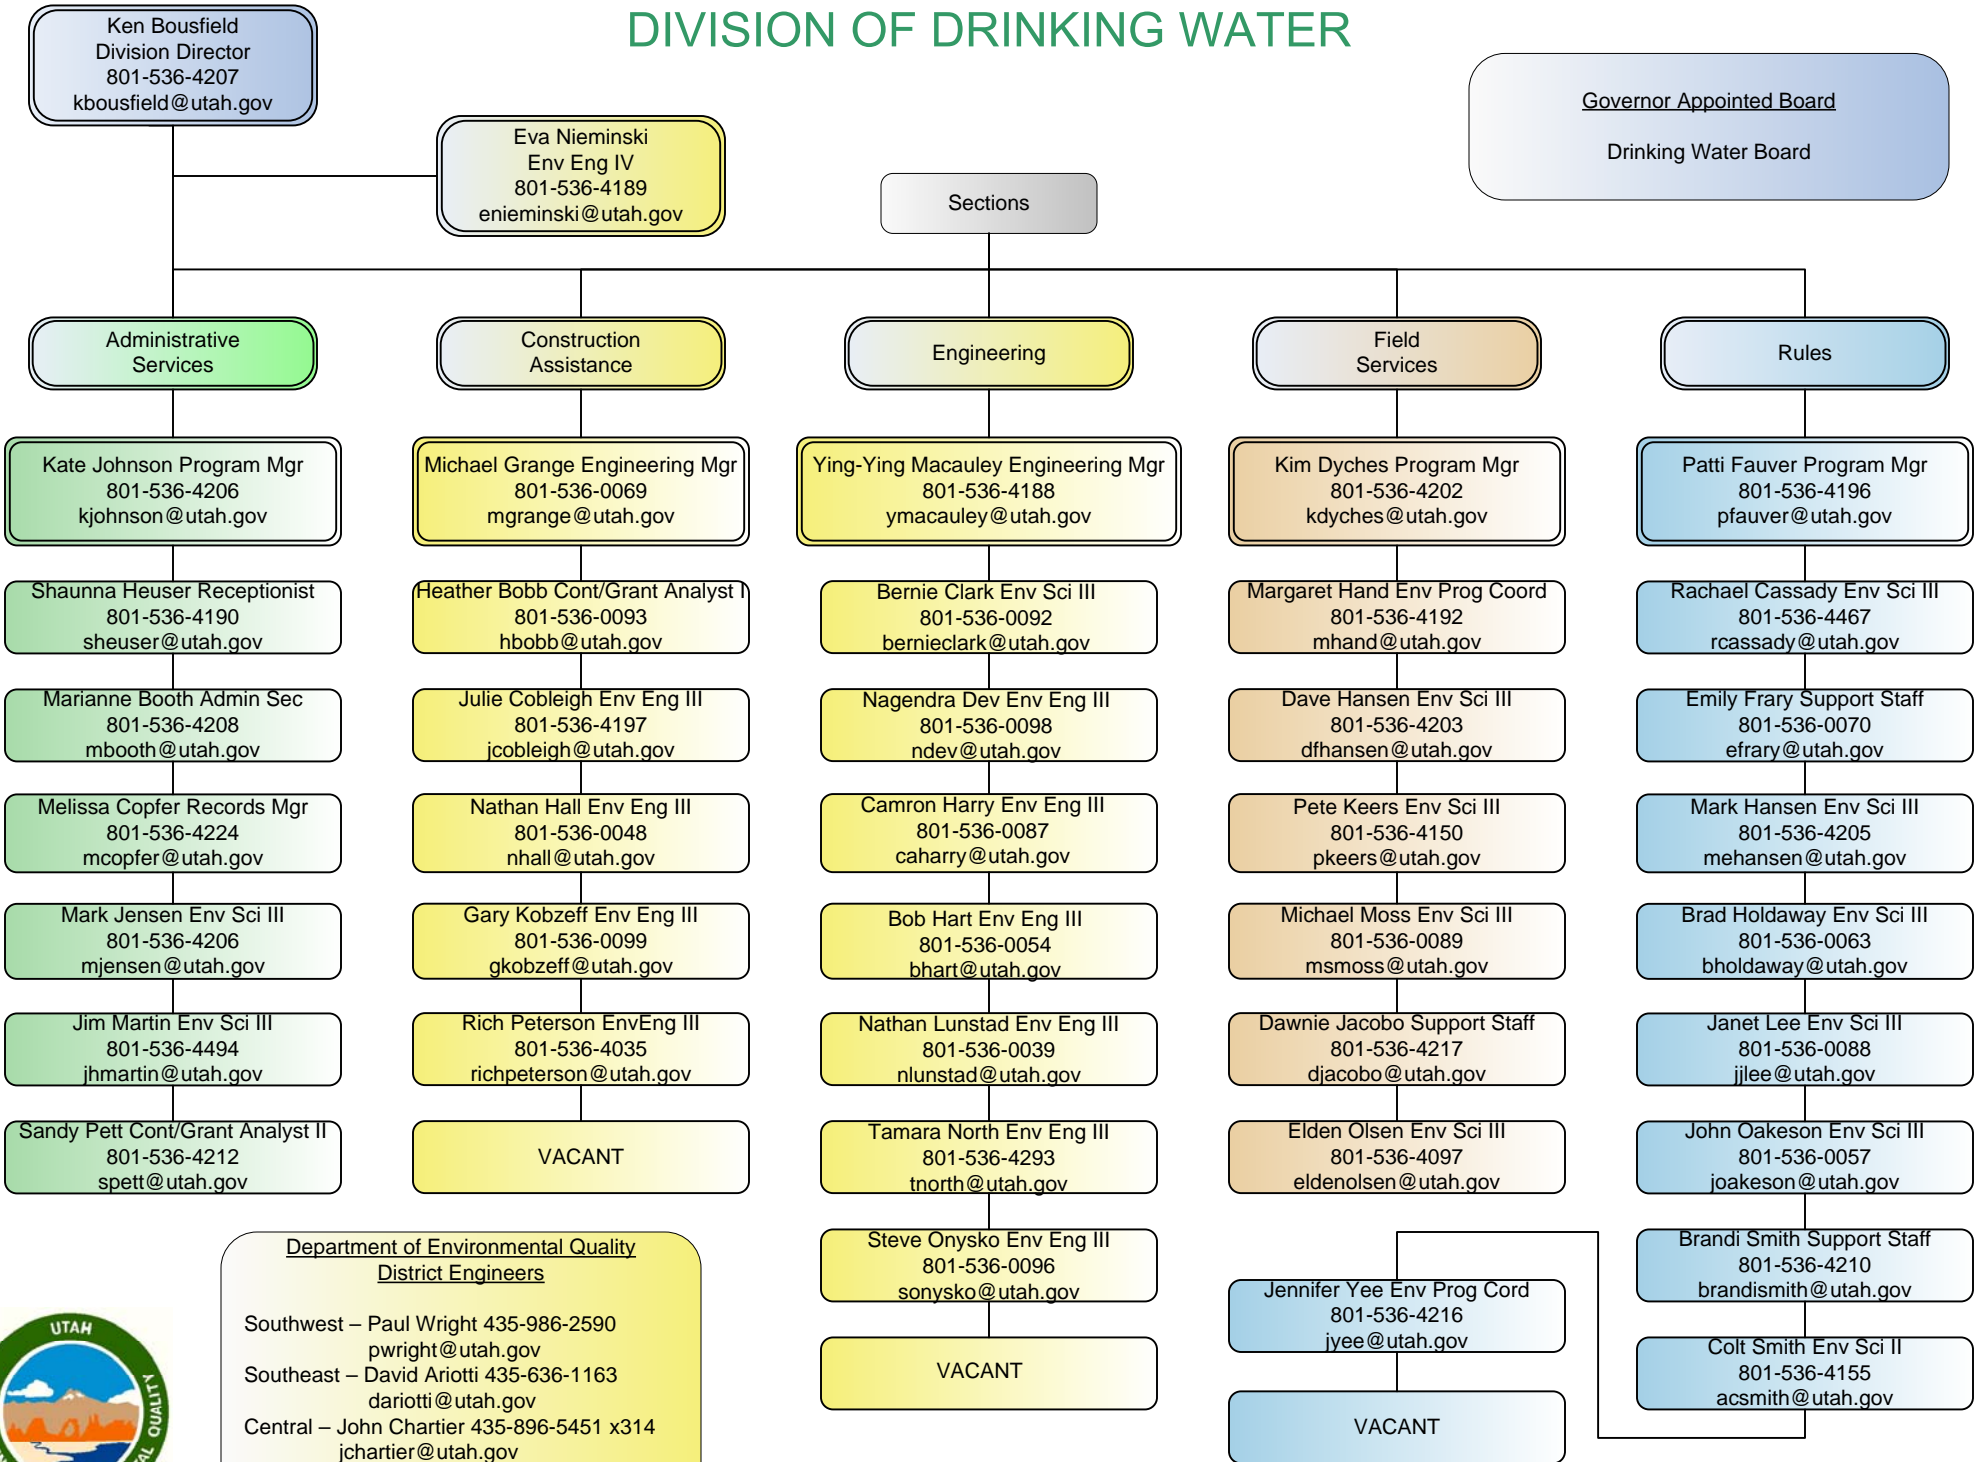 DIVISION OF DRINKING WATER
Ken Bousfield
Division Director
801-536-4207
kbousfield@utah.gov
Eva Nieminski
Env Eng IV
801-536-4189
enieminski@utah.gov
Governor Appointed Board
Drinking Water Board
Sections
Administrative
Services
Kate Johnson Program Mgr
801-536-4206
kjohnson@utah.gov
Shaunna Heuser Receptionist
801-536-4190
sheuser@utah.gov
Marianne Booth Admin Sec
801-536-4208
mbooth@utah.gov
Melissa Copfer Records Mgr
801-536-4224
mcopfer@utah.gov
Mark Jensen Env Sci III
801-536-4206
mjensen@utah.gov
Jim Martin Env Sci III
801-536-4494
jhmartin@utah.gov
Sandy Pett Cont/Grant Analyst II
801-536-4212
spett@utah.gov
Construction
Assistance
Michael Grange Engineering Mgr
801-536-0069
mgrange@utah.gov
Heather Bobb Cont/Grant Analyst I
801-536-0093
hbobb@utah.gov
Julie Cobleigh Env Eng III
801-536-4197
jcobleigh@utah.gov
Nathan Hall Env Eng III
801-536-0048
nhall@utah.gov
Gary Kobzeff Env Eng III
801-536-0099
gkobzeff@utah.gov
Rich Peterson EnvEng III
801-536-4035
richpeterson@utah.gov
VACANT
Engineering
Ying-Ying Macauley Engineering Mgr
801-536-4188
ymacauley@utah.gov
Bernie Clark Env Sci III
801-536-0092
bernieclark@utah.gov
Nagendra Dev Env Eng III
801-536-0098
ndev@utah.gov
Camron Harry Env Eng III
801-536-0087
caharry@utah.gov
Bob Hart Env Eng III
801-536-0054
bhart@utah.gov
Nathan Lunstad Env Eng III
801-536-0039
nlunstad@utah.gov
Tamara North Env Eng III
801-536-4293
tnorth@utah.gov
Steve Onysko Env Eng III
801-536-0096
sonysko@utah.gov
VACANT
Field
Services
Kim Dyches Program Mgr
801-536-4202
kdyches@utah.gov
Margaret Hand Env Prog Coord
801-536-4192
mhand@utah.gov
Dave Hansen Env Sci III
801-536-4203
dfhansen@utah.gov
Pete Keers Env Sci III
801-536-4150
pkeers@utah.gov
Michael Moss Env Sci III
801-536-0089
msmoss@utah.gov
Dawnie Jacobo Support Staff
801-536-4217
djacobo@utah.gov
Elden Olsen Env Sci III
801-536-4097
eldenolsen@utah.gov
Rules
Patti Fauver Program Mgr
801-536-4196
pfauver@utah.gov
Rachael Cassady Env Sci III
801-536-4467
rcassady@utah.gov
Emily Frary Support Staff
801-536-0070
efrary@utah.gov
Mark Hansen Env Sci III
801-536-4205
mehansen@utah.gov
Brad Holdaway Env Sci III
801-536-0063
bholdaway@utah.gov
Janet Lee Env Sci III
801-536-0088
jjlee@utah.gov
John Oakeson Env Sci III
801-536-0057
joakeson@utah.gov
Brandi Smith Support Staff
801-536-4210
brandismith@utah.gov
Colt Smith Env Sci II
801-536-4155
acsmith@utah.gov
Jennifer Yee Env Prog Cord
801-536-4216
jyee@utah.gov
VACANT
Department of Environmental Quality
District Engineers
Southwest – Paul Wright 435-986-2590
pwright@utah.gov
Southeast – David Ariotti 435-636-1163
dariotti@utah.gov
Central – John Chartier 435-896-5451 x314
jchartier@utah.gov
UTAH
QUALITY